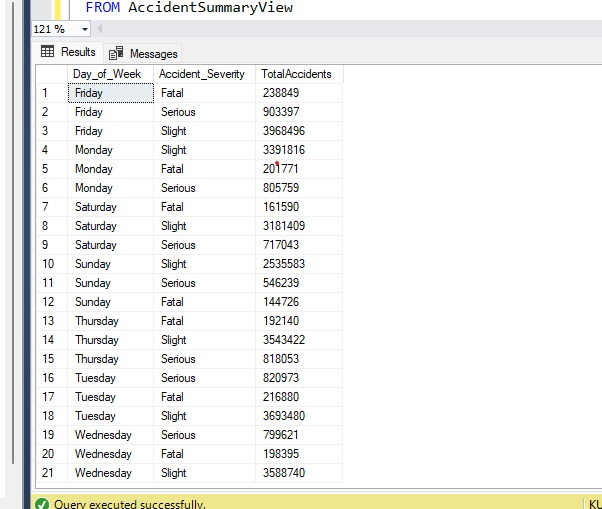 FROM AccidentSummaryView
121 %
Results Messages
Day_of_Week Accident_Severity TotalAccidents
1 Friday Fatal 238849
2 Friday Serious 903397
3 Friday Slight 3968496
4 Monday Slight 3391816
5 Monday Fatal 201771
6 Monday Serious 805759
7 Saturday Fatal 161590
8 Saturday Slight 3181409
9 Saturday Serious 717043
10 Sunday Slight 2535583
11 Sunday Serious 546239
12 Sunday Fatal 144726
13 Thursday Fatal 192140
14 Thursday Slight 3543422
15 Thursday Serious 818053
16 Tuesday Serious 820973
17 Tuesday Fatal 216880
18 Tuesday Slight 3693480
19 Wednesday Serious 799621
20 Wednesday Fatal 198395
21 Wednesday Slight 3588740
Query executed successfully. KU